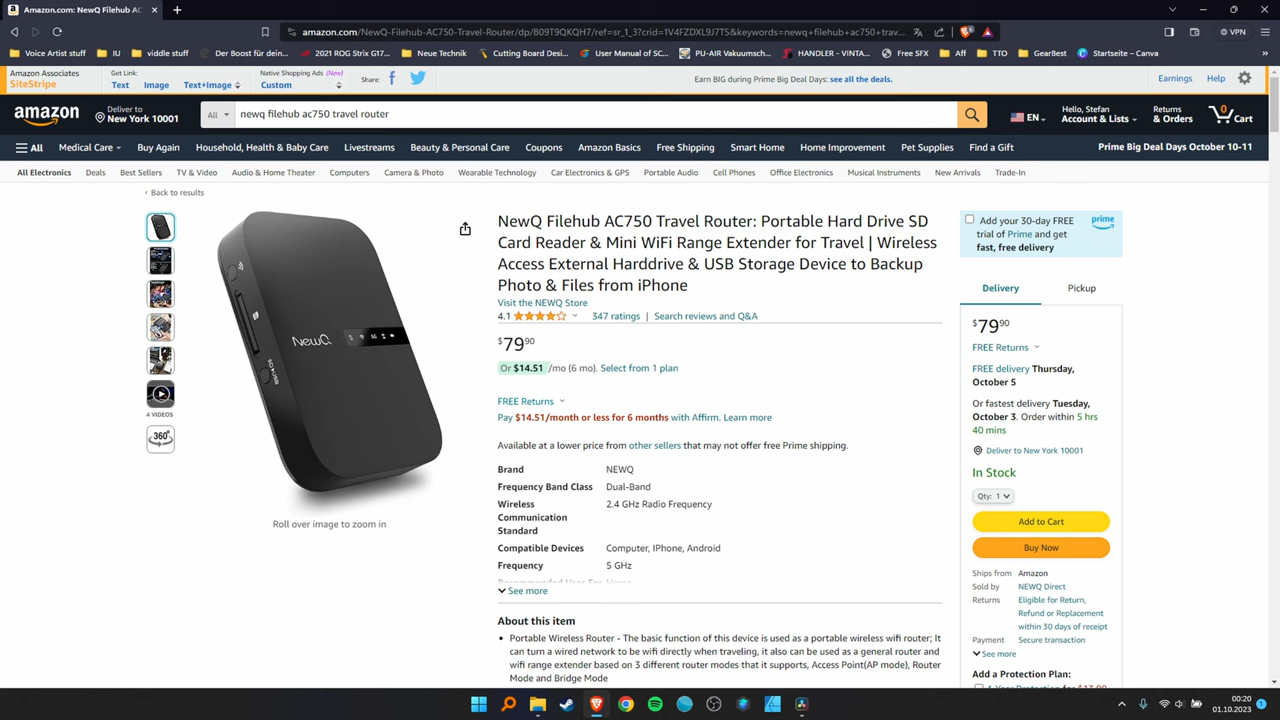 Amazon.com: NewQ Filehub AC750
amazon.com/NewQ-Filehub-AC750-Travel-Router/dp/B09T9QKQH7/ref=sr_1_3?crid=1V4FZDXL9J7TS&keywords=newq+filehub+ac750+trav...
VPN
Voice Artist stuff
IU
viddle stuff
Der Boost für dein...
2021 ROG Strix G17...
Neue Technik
Cutting Board Desi...
User Manual of SC...
PU-AIR Vakuumsch...
HANDLER - VINTA...
Free SFX
Aff
TTO
GearBest
Startseite – Canva
Amazon Associates
SiteStripe
Get Link:
Text
Image
Text+Image
Native Shopping Ads (New)
Custom
Share:
Earn BIG during Prime Big Deal Days: see all the deals.
Earnings
Help
amazon
Deliver to
New York 10001
All
newq filehub ac750 travel router
EN
Hello, Stefan
Account & Lists
Returns
& Orders
0
Cart
All
Medical Care
Buy Again
Household, Health & Baby Care
Livestreams
Beauty & Personal Care
Coupons
Amazon Basics
Free Shipping
Smart Home
Home Improvement
Pet Supplies
Find a Gift
Prime Big Deal Days October 10-11
All Electronics
Deals
Best Sellers
TV & Video
Audio & Home Theater
Computers
Camera & Photo
Wearable Technology
Car Electronics & GPS
Portable Audio
Cell Phones
Office Electronics
Musical Instruments
New Arrivals
Trade-In
‹ Back to results
NewQ
4 VIDEOS
360°
Roll over image to zoom in
NewQ Filehub AC750 Travel Router: Portable Hard Drive SD
Card Reader & Mini WiFi Range Extender for Travel | Wireless
Access External Harddrive & USB Storage Device to Backup
Photo & Files from iPhone
Visit the NEWQ Store
4.1
347 ratings | Search reviews and Q&A
$79 90
Or $14.51 /mo (6 mo). Select from 1 plan
FREE Returns
Pay $14.51/month or less for 6 months with Affirm. Learn more
Available at a lower price from other sellers that may not offer free Prime shipping.
Brand NEWQ
Frequency Band Class Dual-Band
Wireless 2.4 GHz Radio Frequency
Communication
Standard
Compatible Devices Computer, IPhone, Android
Frequency 5 GHz
Recommended Uses For Home
See more
About this item
• Portable Wireless Router - The basic function of this device is used as a portable wireless wifi router; It
can turn a wired network to be wifi directly when traveling, it also can be used as a general router and
wifi range extender based on 3 different router modes that it supports, Access Point(AP mode), Router
Mode and Bridge Mode
Add your 30-day FREE
trial of Prime and get
fast, free delivery
prime
Delivery
Pickup
$79 90
FREE Returns
FREE delivery Thursday,
October 5
Or fastest delivery Tuesday,
October 3. Order within 5 hrs
40 mins
Deliver to New York 10001
In Stock
Qty: 1
Add to Cart
Buy Now
Ships from Amazon
Sold by NEWQ Direct
Returns Eligible for Return,
Refund or Replacement
within 30 days of receipt
Payment Secure transaction
See more
Add a Protection Plan:
00:20
01.10.2023